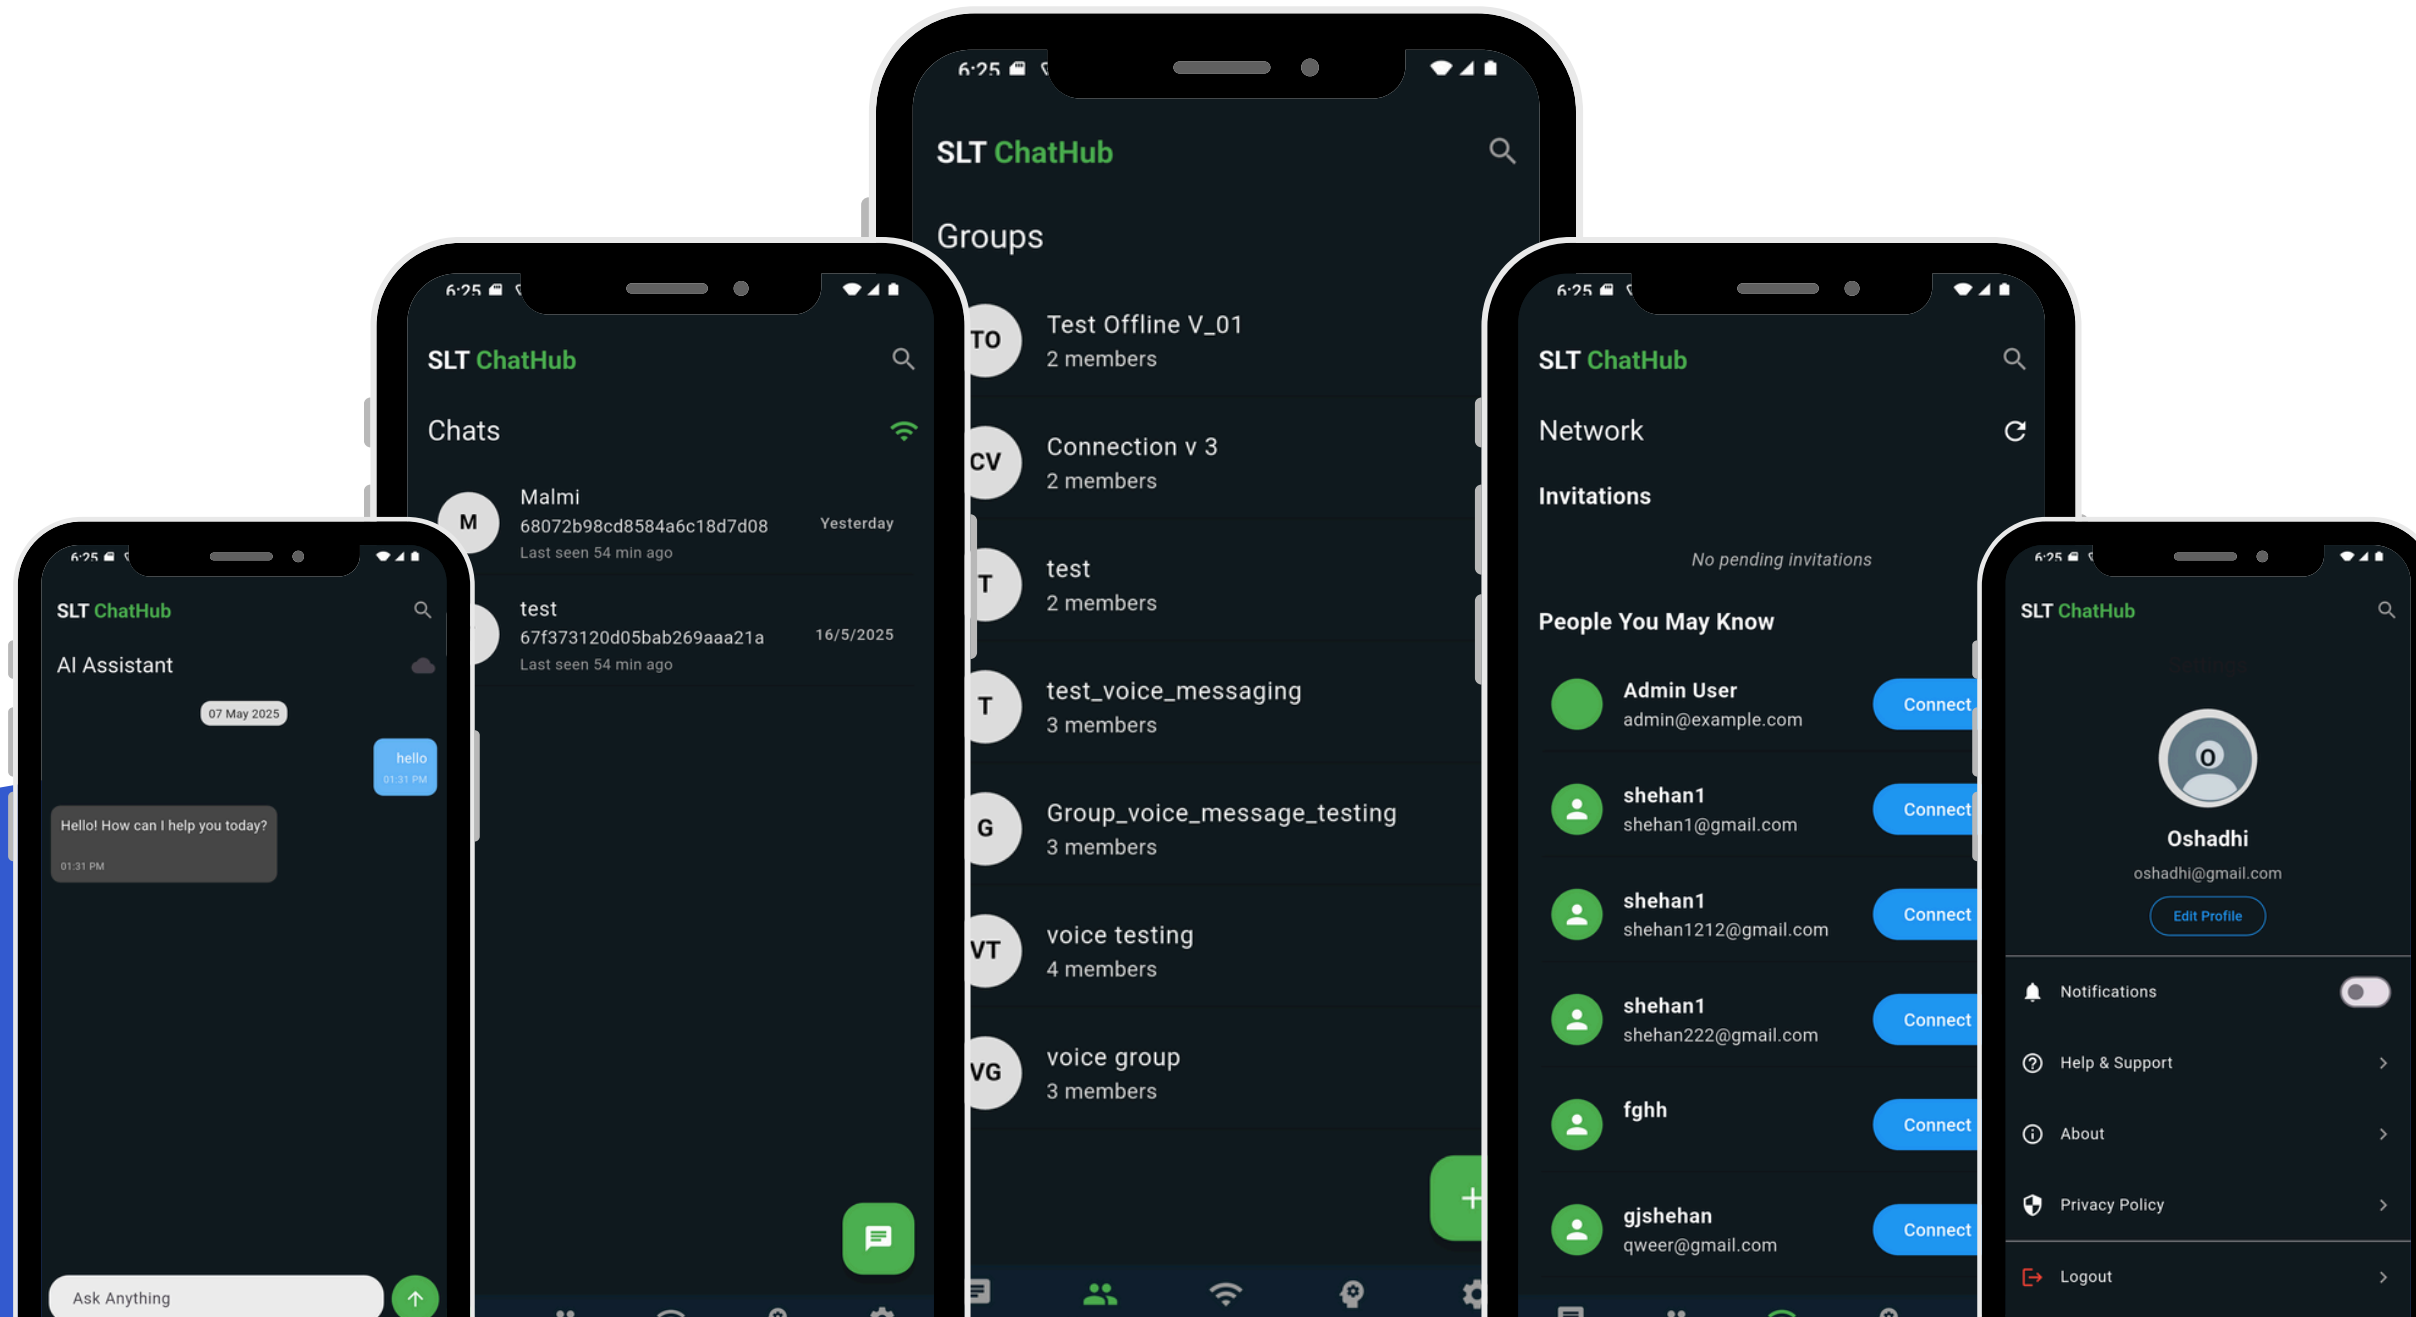 6:25
SLT ChatHub
AI Assistant
07 May 2025
hello
01:31 PM
Hello! How can I help you today?
01:31 PM
Ask Anything
6:25
SLT ChatHub
Chats
M
Malmi
68072b98cd8584a6c18d7d08
Yesterday
Last seen 54 min ago
test
67f373120d05bab269aaa21a
16/5/2025
Last seen 54 min ago
6:25
SLT ChatHub
Groups
TO
Test Offline V_01
2 members
CV
Connection v 3
2 members
T
test
2 members
T
test_voice_messaging
3 members
G
Group_voice_message_testing
3 members
VT
voice testing
4 members
VG
voice group
3 members
6:25
SLT ChatHub
Network
Invitations
No pending invitations
People You May Know
Admin User
admin@example.com
Connect
shehan1
shehan1@gmail.com
Connect
shehan1
shehan1212@gmail.com
Connect
shehan1
shehan222@gmail.com
Connect
fghh
Connect
gjshehan
qweer@gmail.com
Connect
6:25
SLT ChatHub
O
Oshadhi
oshadhi@gmail.com
Edit Profile
Notifications
Help & Support
About
Privacy Policy
Logout